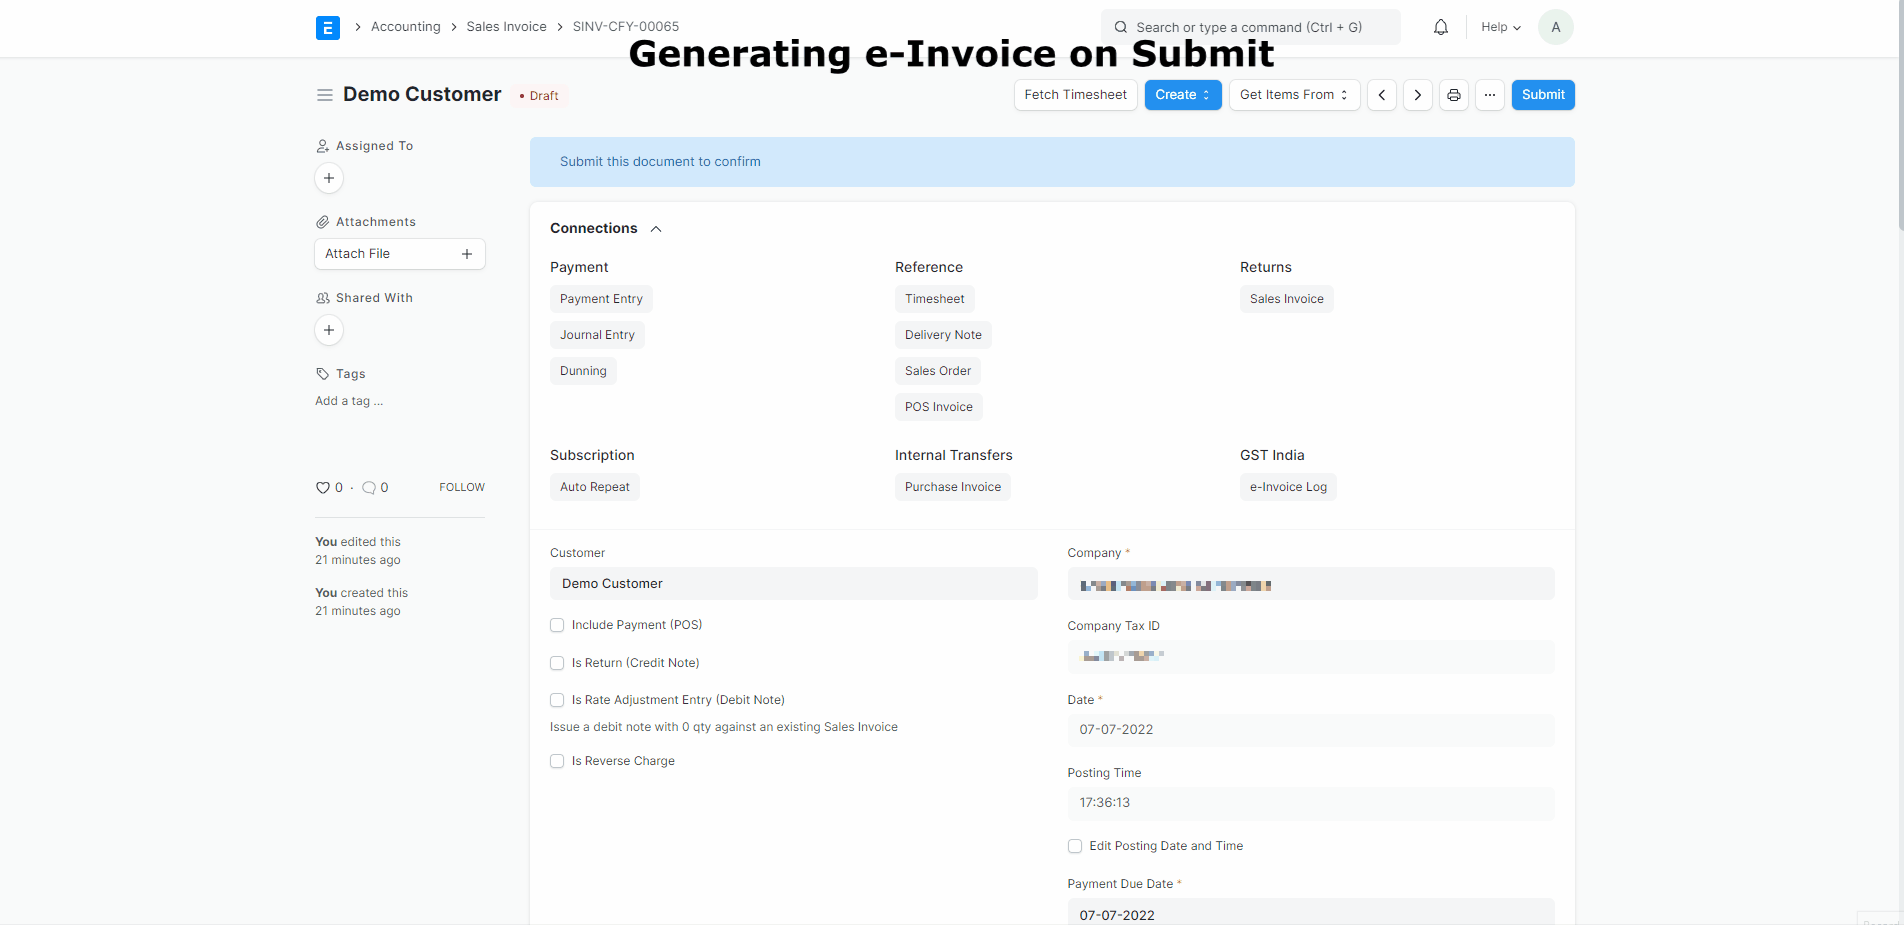 E
Accounting
Sales Invoice
SINV-CFY-00065
Search or type a command (Ctrl + G)
Help
A
Generating e-Invoice on Submit
Demo Customer
Draft
Fetch Timesheet
Create
Get Items From
Submit
Assigned To
Attachments
Attach File
Shared With
Tags
Add a tag ...
0 · 0
FOLLOW
You edited this
21 minutes ago
You created this
21 minutes ago
Submit this document to confirm
Connections
Payment
Payment Entry
Journal Entry
Dunning
Reference
Timesheet
Delivery Note
Sales Order
POS Invoice
Returns
Sales Invoice
Subscription
Auto Repeat
Internal Transfers
Purchase Invoice
GST India
e-Invoice Log
Customer
Demo Customer
Include Payment (POS)
Is Return (Credit Note)
Is Rate Adjustment Entry (Debit Note)
Issue a debit note with 0 qty against an existing Sales Invoice
Is Reverse Charge
Company *
Company Tax ID
Date *
07-07-2022
Posting Time
17:36:13
Edit Posting Date and Time
Payment Due Date *
07-07-2022